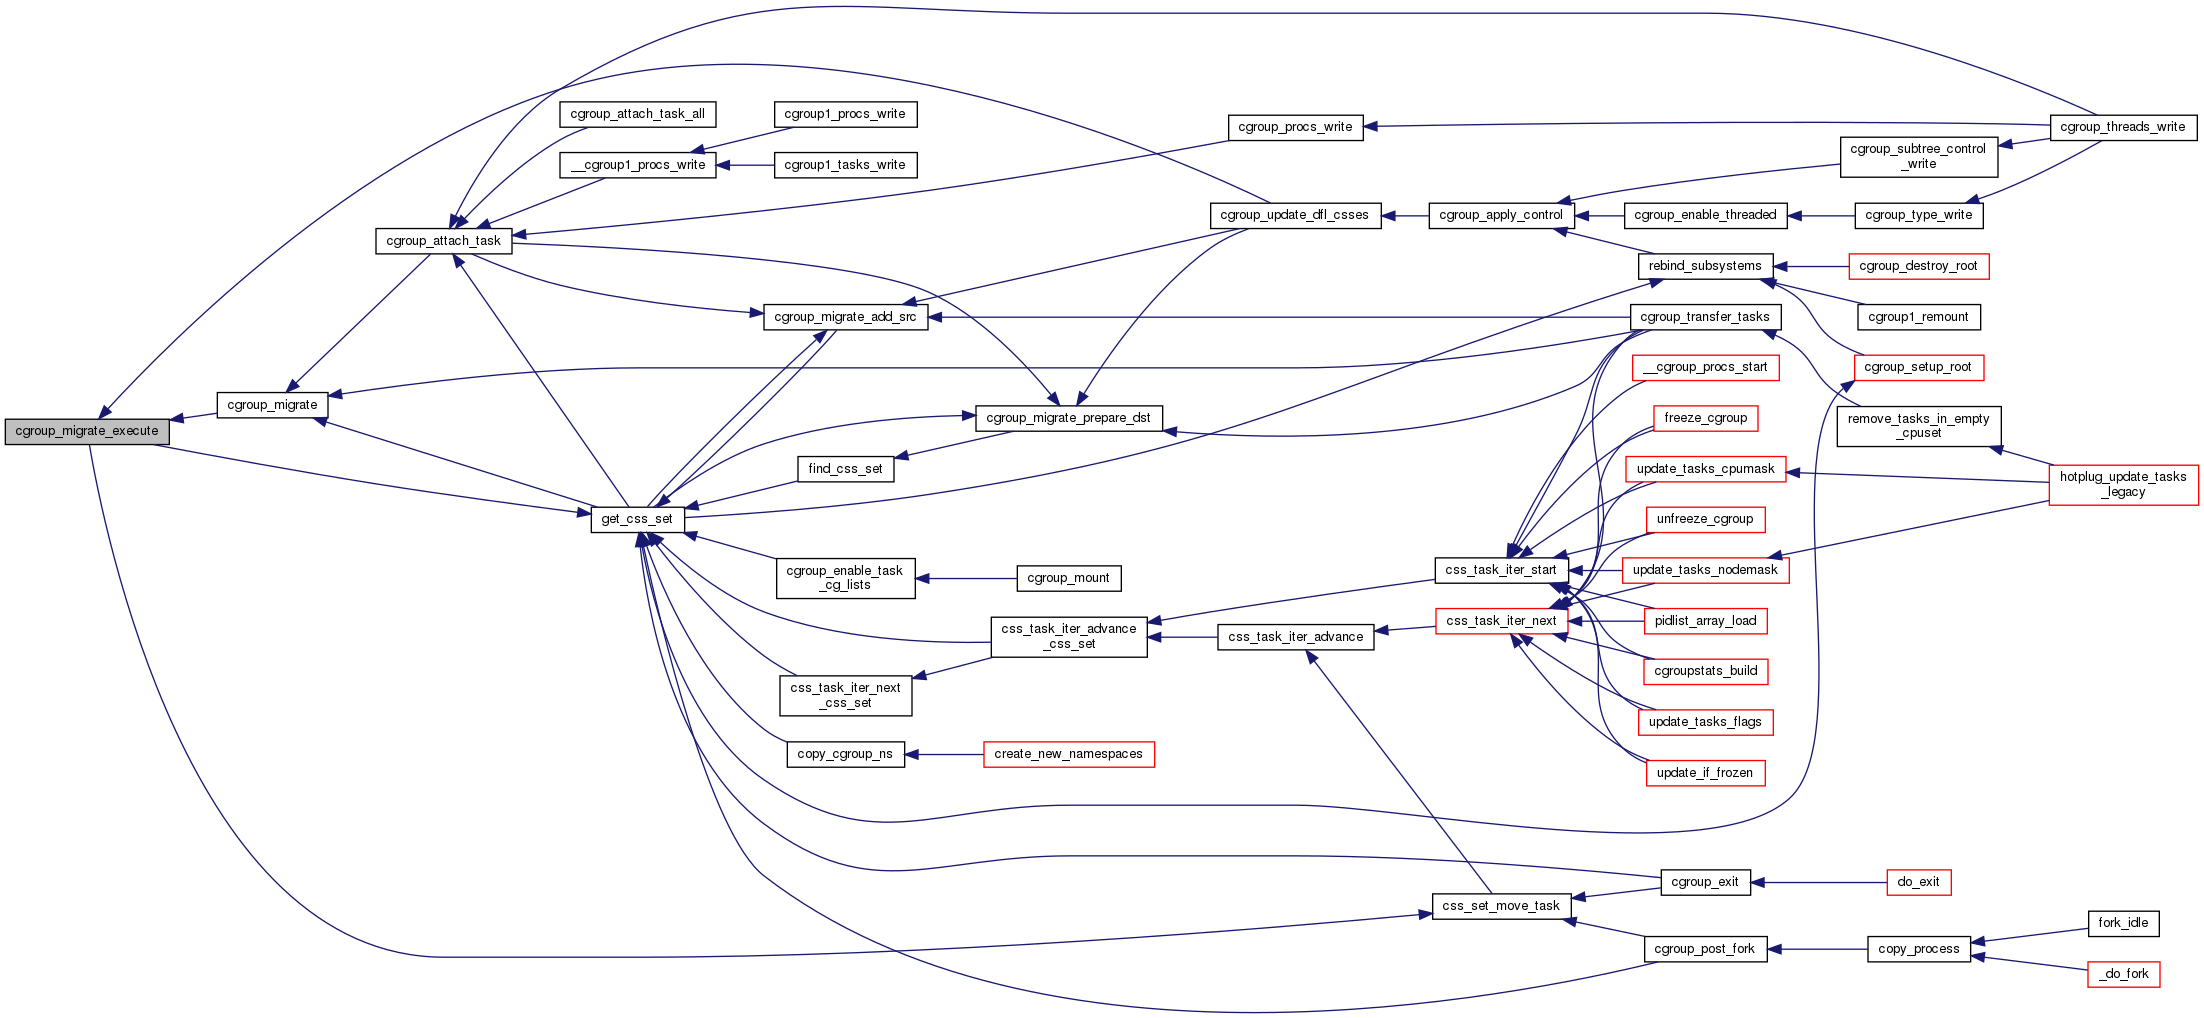 cgroup_migrate_execute
cgroup_migrate
cgroup_attach_task
cgroup_attach_task_all
__cgroup1_procs_write
cgroup1_procs_write
cgroup1_tasks_write
cgroup_migrate_add_src
cgroup_migrate_prepare_dst
find_css_set
get_css_set
cgroup_enable_task
_cg_lists
cgroup_mount
css_task_iter_advance
_css_set
css_task_iter_next
_css_set
copy_cgroup_ns
create_new_namespaces
cgroup_procs_write
cgroup_update_dfl_csses
cgroup_apply_control
css_task_iter_advance
css_task_iter_start
css_task_iter_next
css_set_move_task
cgroup_enable_threaded
rebind_subsystems
cgroup_transfer_tasks
__cgroup_procs_start
freeze_cgroup
update_tasks_cpumask
unfreeze_cgroup
update_tasks_nodemask
pidlist_array_load
cgroupstats_build
update_tasks_flags
update_if_frozen
cgroup_exit
cgroup_post_fork
cgroup_subtree_control
_write
cgroup_type_write
cgroup_destroy_root
cgroup1_remount
cgroup_setup_root
remove_tasks_in_empty
_cpuset
do_exit
copy_process
cgroup_threads_write
hotplug_update_tasks
_legacy
fork_idle
_do_fork